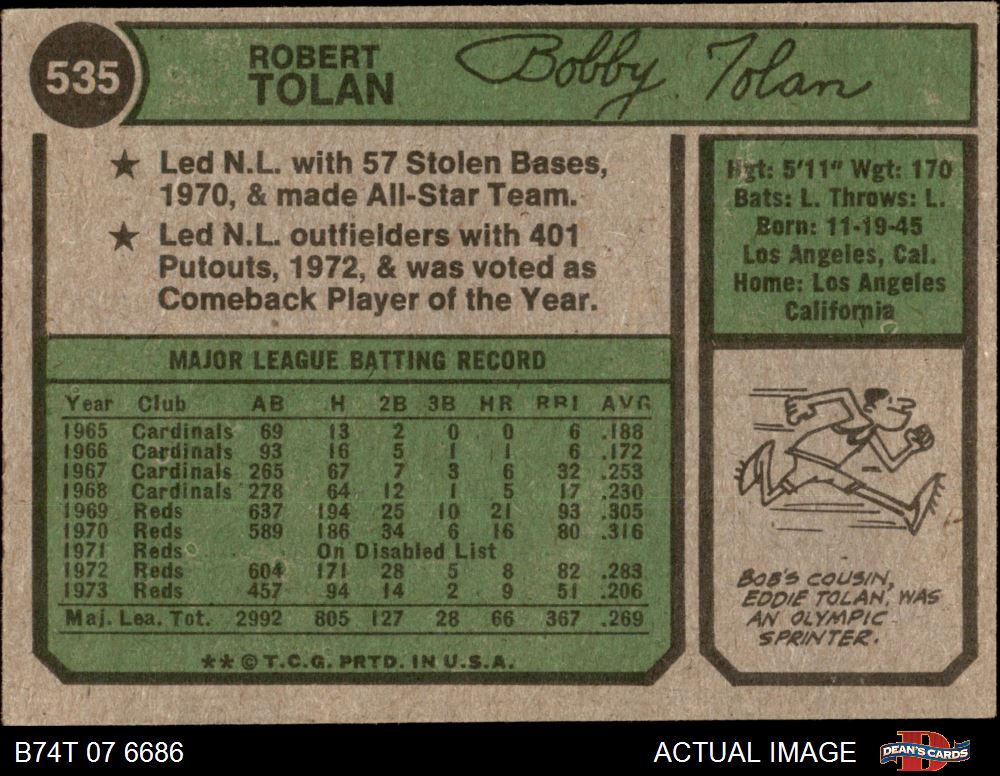 535
ROBERT
TOLAN
Bobby Tolan
★ Led N.L. with 57 Stolen Bases,
1970, & made All-Star Team.
★ Led N.L. outfielders with 401
Putouts, 1972, & was voted as
Comeback Player of the Year.
Hgt: 5'11" Wgt: 170
Bats: L. Throws: L.
Born: 11-19-45
Los Angeles, Cal.
Home: Los Angeles
California
MAJOR LEAGUE BATTING RECORD
Year Club AB H 2B 3B HR RBI AVG
1965 Cardinals 69 13 2 0 0 6 .188
1966 Cardinals 93 16 5 1 1 6 .172
1967 Cardinals 265 67 7 3 6 32 .253
1968 Cardinals 278 64 12 1 5 17 .230
1969 Reds 637 194 25 10 21 93 .305
1970 Reds 589 186 34 6 16 80 .316
1971 Reds On Disabled List
1972 Reds 604 171 28 5 8 82 .283
1973 Reds 457 94 14 2 9 51 .206
Maj. Lea. Tot. 2992 805 127 28 66 367 .269
** © T.C.G. PRTD. IN U.S.A.
BOB'S COUSIN,
EDDIE TOLAN, WAS
AN OLYMPIC
SPRINTER.
B74T 07 6686
ACTUAL IMAGE
DEAN'S CARDS